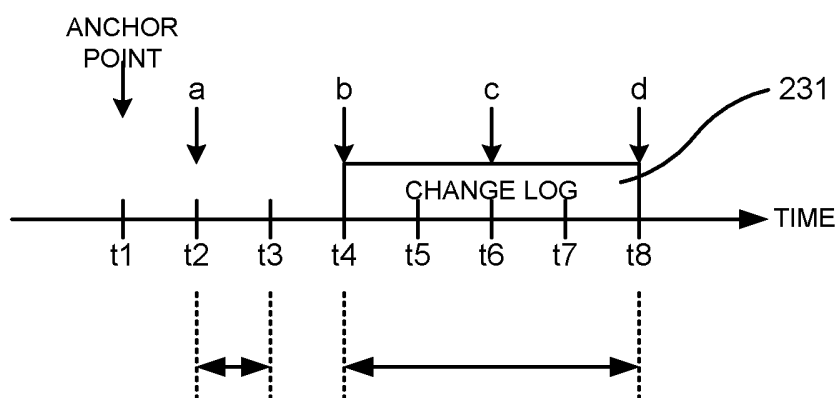 ANCHOR
POINT
a b c d 231
CHANGE LOG
TIME
t1 t2 t3 t4 t5 t6 t7 t8